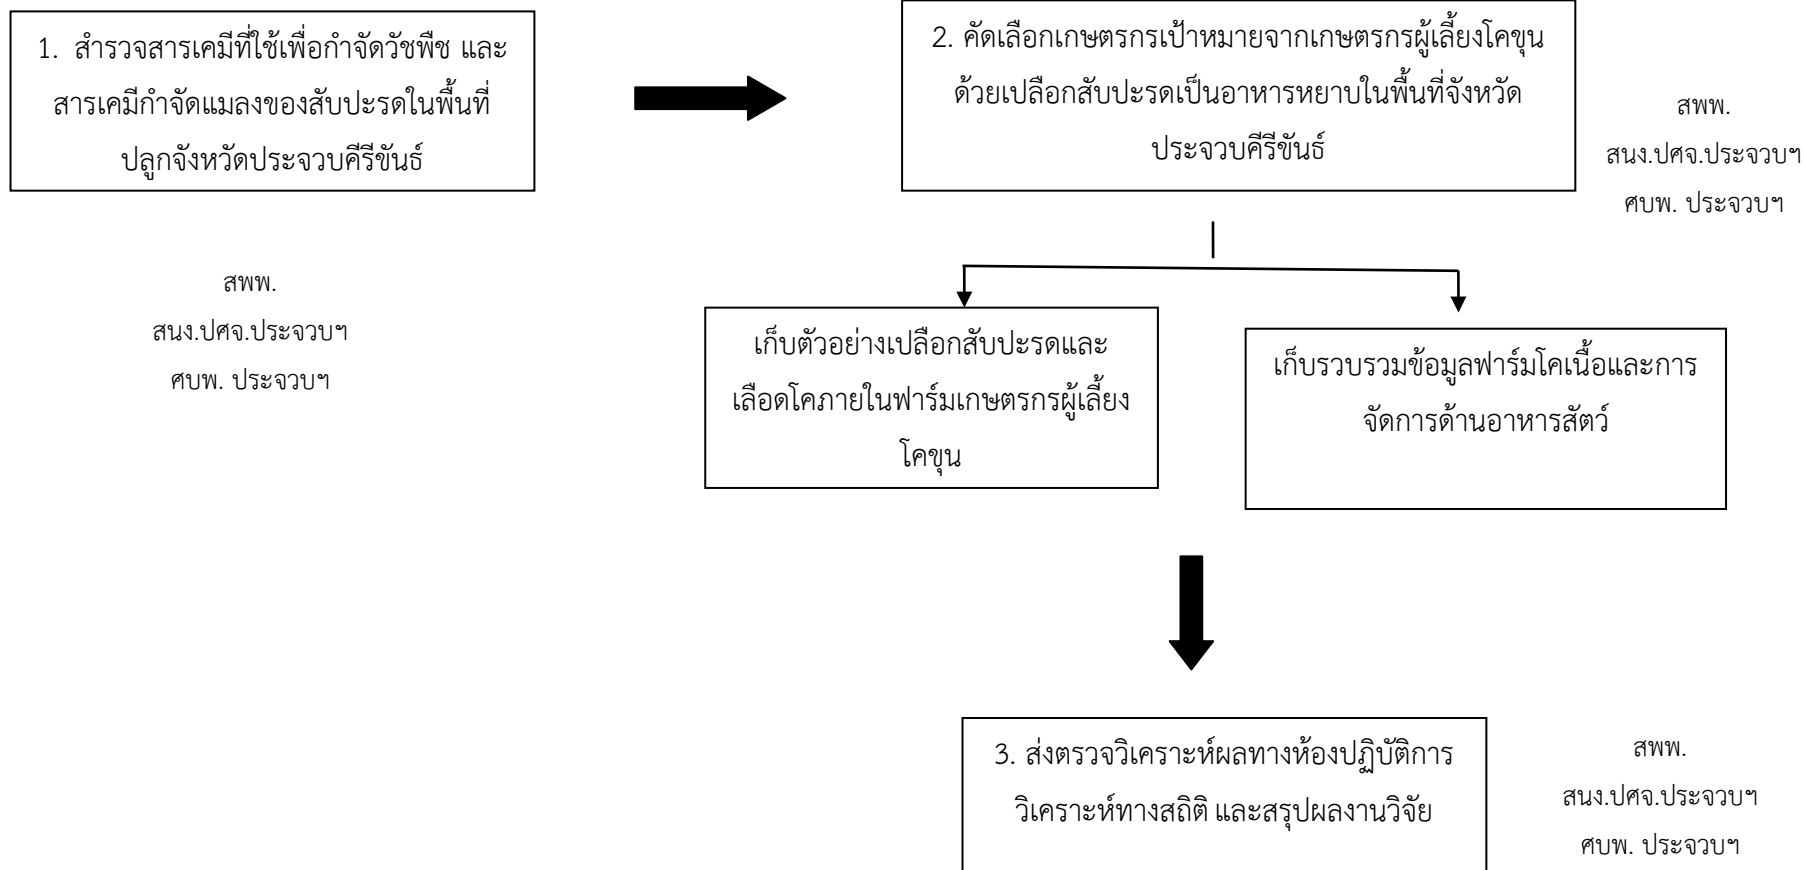 1. สำรวจสารเคมีที่ใช้เพื่อกำจัดวัชพืช และ
สารเคมีกำจัดแมลงของสับปะรดในพื้นที่
ปลูกจังหวัดประจวบคีรีขันธ์
สพพ.
สนง.ปศจ.ประจวบฯ
ศบพ. ประจวบฯ
2. คัดเลือกเกษตรกรเป้าหมายจากเกษตรกรผู้เลี้ยงโคขุน
ด้วยเปลือกสับปะรดเป็นอาหารหยาบในพื้นที่จังหวัด
ประจวบคีรีขันธ์
สพพ.
สนง.ปศจ.ประจวบฯ
ศบพ. ประจวบฯ
เก็บตัวอย่างเปลือกสับปะรดและ
เลือดโคภายในฟาร์มเกษตรกรผู้เลี้ยง
โคขุน
เก็บรวบรวมข้อมูลฟาร์มโคเนื้อและการ
จัดการด้านอาหารสัตว์
3. ส่งตรวจวิเคราะห์ผลทางห้องปฏิบัติการ
วิเคราะห์ทางสถิติ และสรุปผลงานวิจัย
สพพ.
สนง.ปศจ.ประจวบฯ
ศบพ. ประจวบฯ